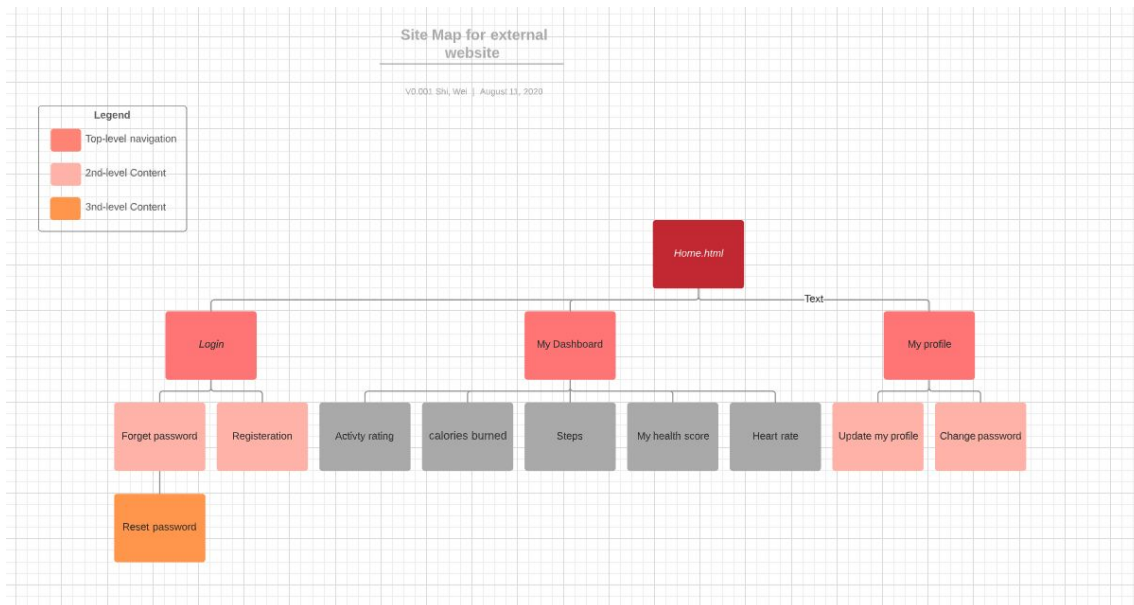 Site Map for external
website
V0.001 Shi, Wei | August 11, 2020
Legend
Top-level navigation
2nd-level Content
3nd-level Content
Home.html
Text
Login
My Dashboard
My profile
Forget password
Registeration
Activty rating
calories burned
Steps
My health score
Heart rate
Update my profile
Change password
Reset password